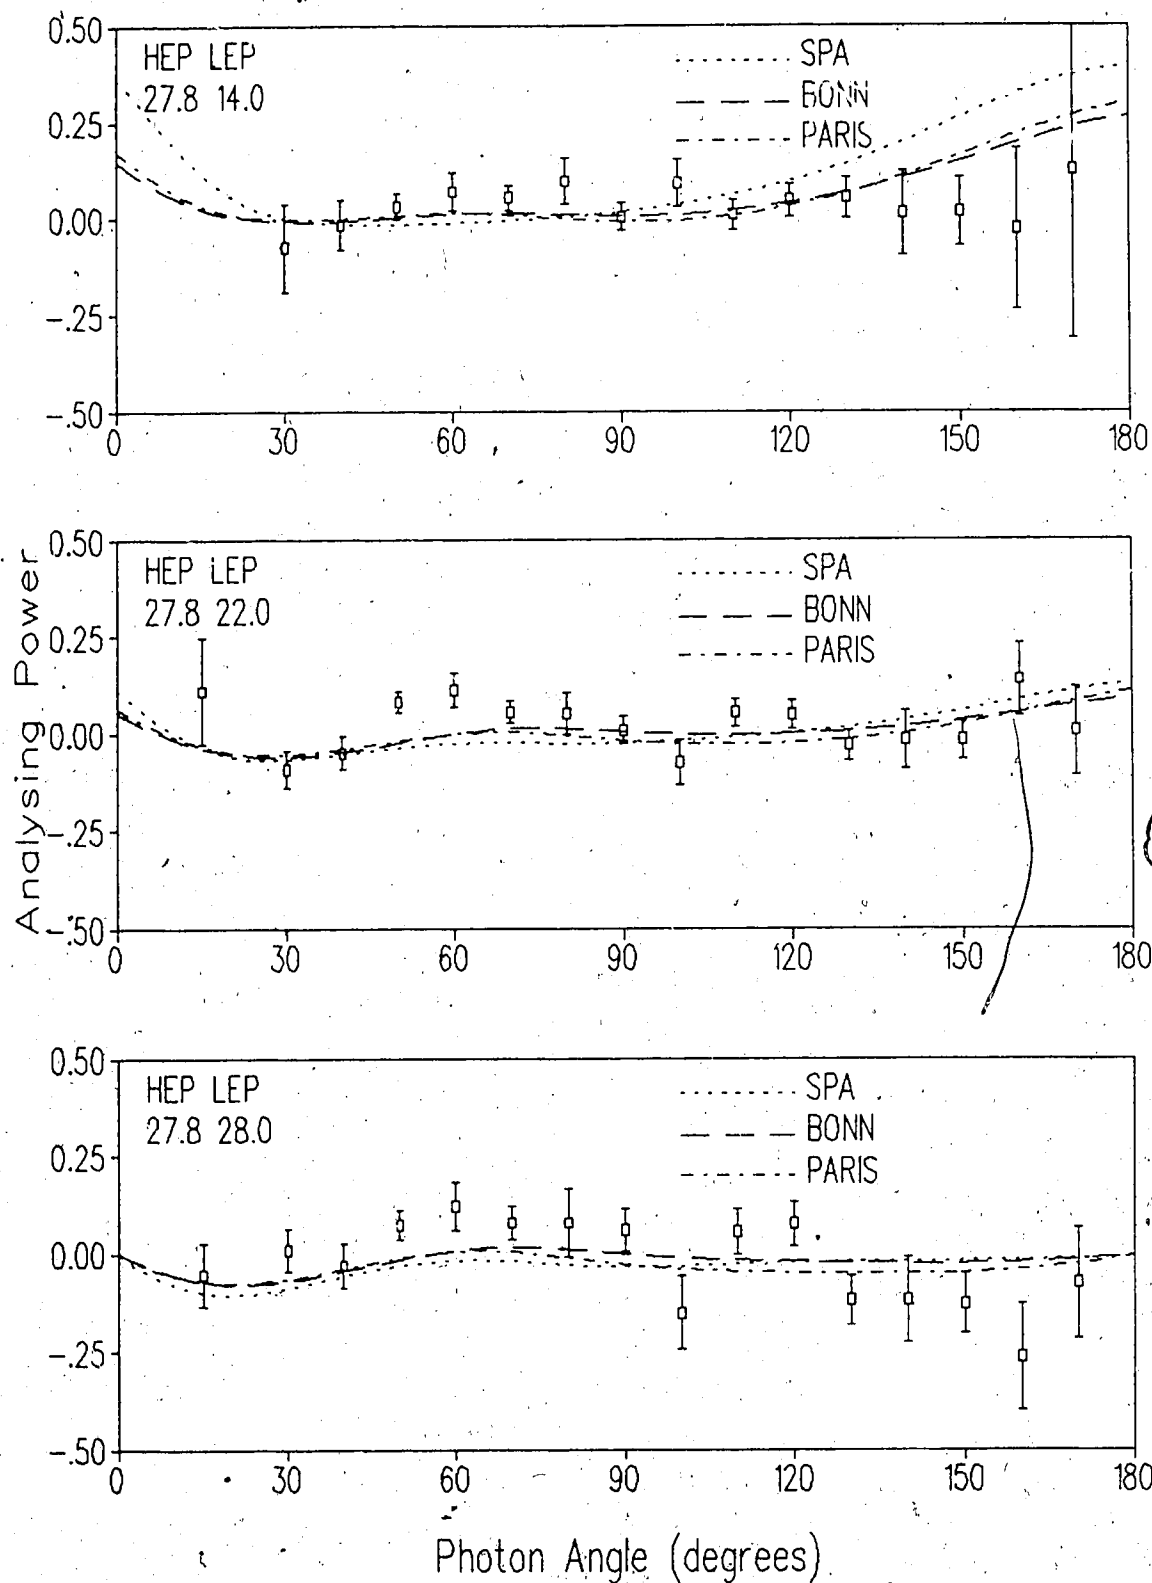 Analysing Power
0.50
0.25
0.00
-.25
-.50
HEP LEP
27.8 14.0
SPA
BONN
PARIS
0 30 60 90 120 150 180
0.50
0.25
0.00
-.25
-.50
HEP LEP
27.8 22.0
SPA
BONN
PARIS
0 30 60 90 120 150 180
0.50
0.25
0.00
-.25
-.50
HEP LEP
27.8 28.0
SPA
BONN
PARIS
0 30 60 90 120 150 180
Photon Angle (degrees)